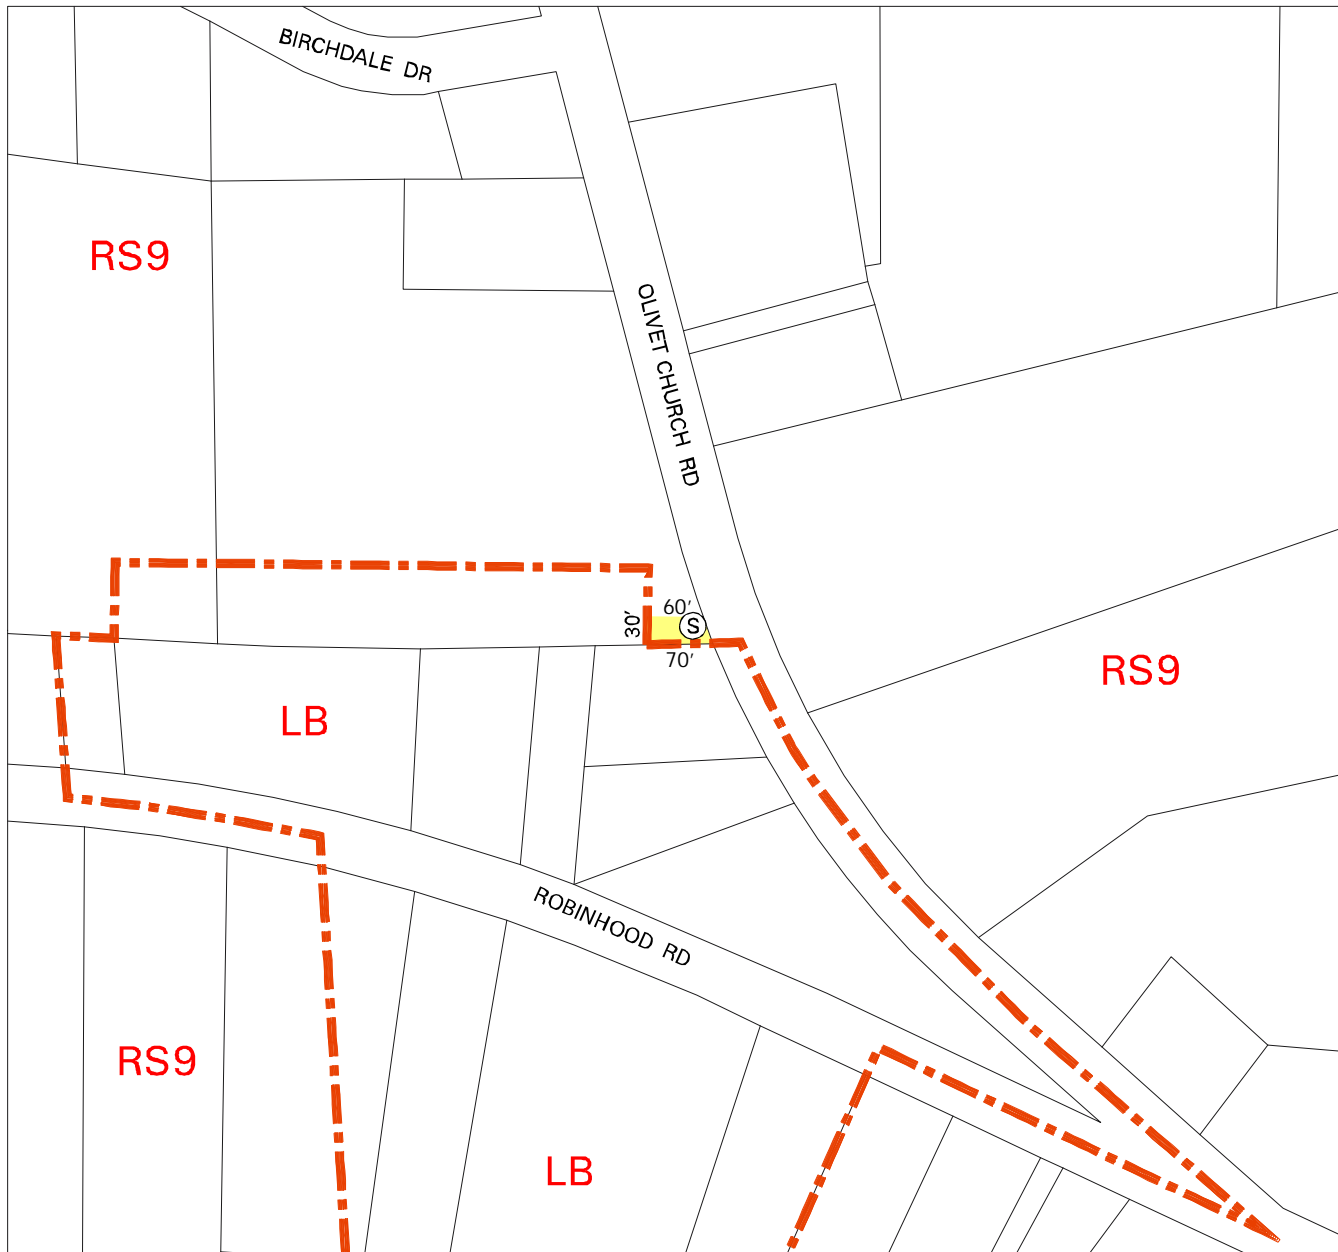 BIRCHDALE DR
RS9
OLIVET CHURCH RD
60'
30'
S
70'
RS9
LB
ROBINHOOD RD
RS9
LB